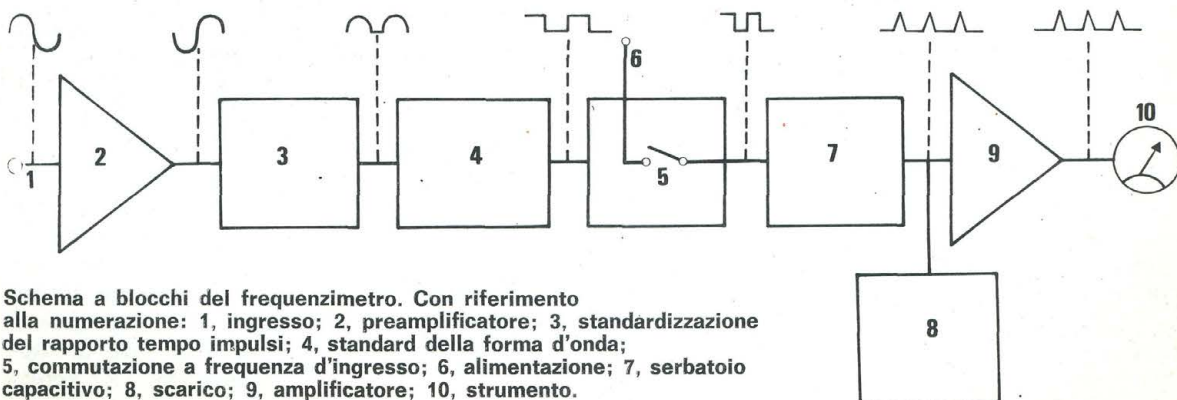 6
10
2
3
4
5
7
9
1
8
Schema a blocchi del frequenzimetro. Con riferimento
alla numerazione: 1, ingresso; 2, preamplificatore; 3, standardizzazione
del rapporto tempo impulsi; 4, standard della forma d'onda;
5, commutazione a frequenza d'ingresso; 6, alimentazione; 7, serbatoio
capacitivo; 8, scarico; 9, amplificatore; 10, strumento.